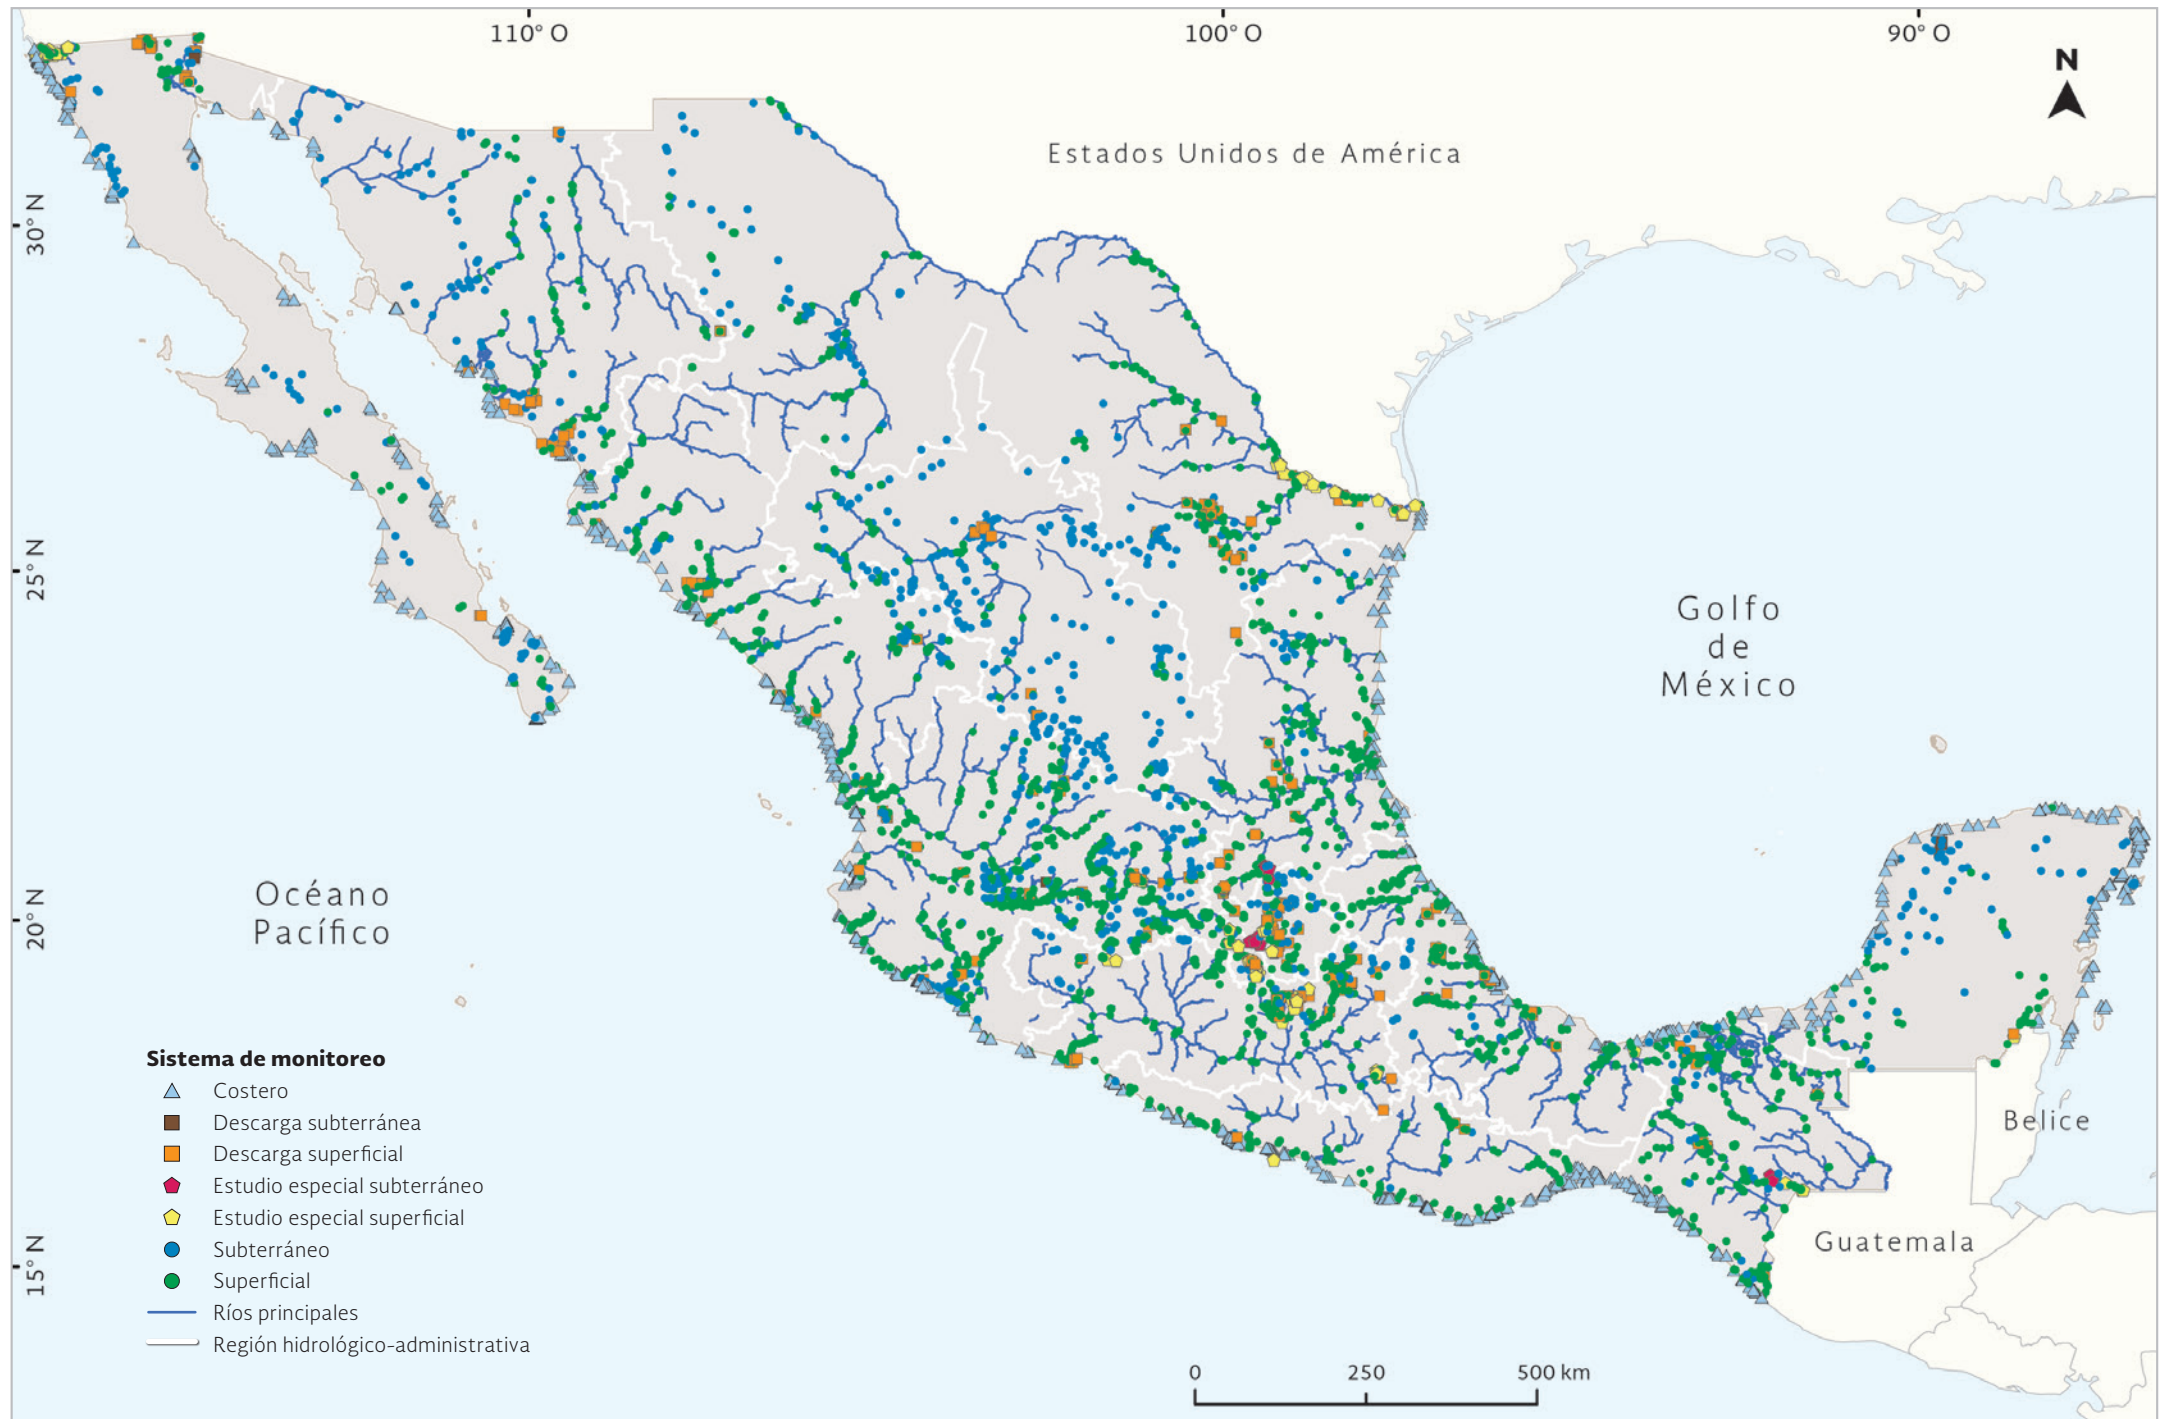 110° O
100° O
90° O
N
Estados Unidos de América
30° N
25° N
Golfo
de
México
20° N
Océano
Pacífico
Sistema de monitoreo
Costero
Descarga subterránea
Descarga superficial
Estudio especial subterráneo
Estudio especial superficial
Subterráneo
Superficial
Ríos principales
Región hidrológico-administrativa
Belice
Guatemala
15° N
0 250 500 km